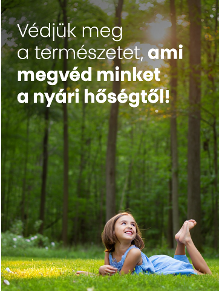 Védjük meg
a természetet, ami
megvéd minket
a nyári hőségtől!